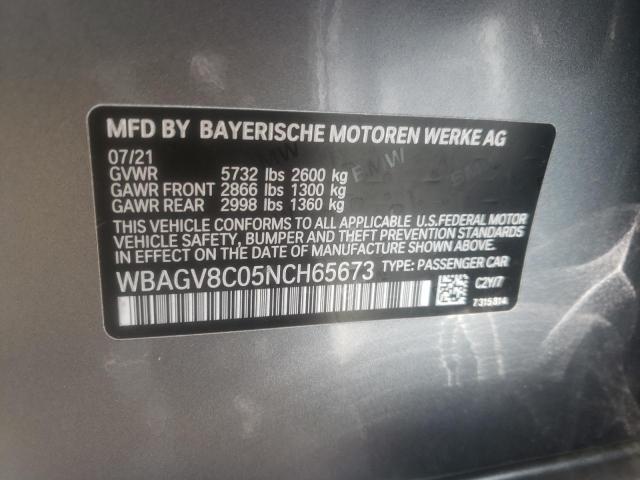 MFD BY BAYERISCHE MOTOREN WERKE AG
07/21
GVWR 5732 lbs 2600 kg
GAWR FRONT 2866 lbs 1300 kg
GAWR REAR 2998 lbs 1360 kg
THIS VEHICLE CONFORMS TO ALL APPLICABLE U.S.FEDERAL MOTOR
VEHICLE SAFETY, BUMPER AND THEFT PREVENTION STANDARDS
IN EFFECT ON THE DATE OF MANUFACTURE SHOWN ABOVE.
WBAGV8C05NCH65673 TYPE: PASSENGER CAR
C2Y/7
7315814